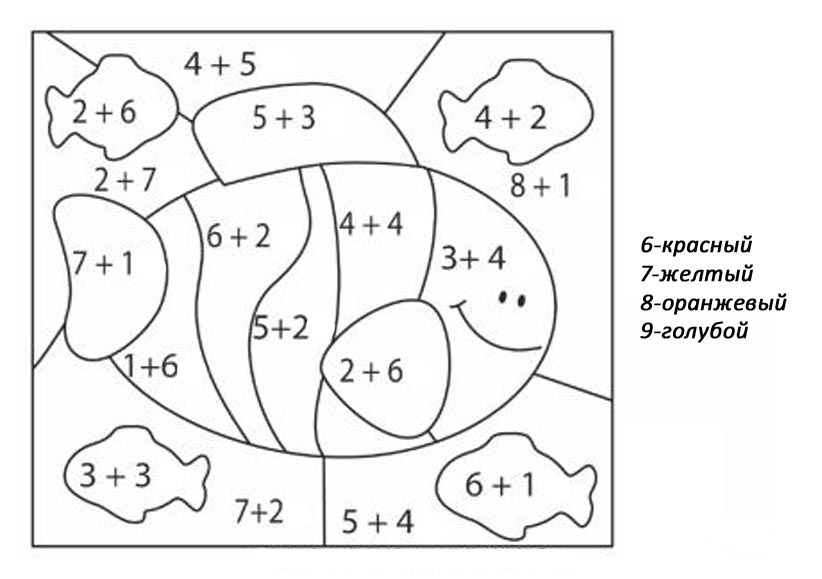 4 + 5
2 + 6
5 + 3
4 + 2
2 + 7
8 + 1
6 + 2
4 + 4
7 + 1
3+ 4
5+2
1+6
2 + 6
3 + 3
6 + 1
7+2
5 + 4
6-красный
7-желтый
8-оранжевый
9-голубой